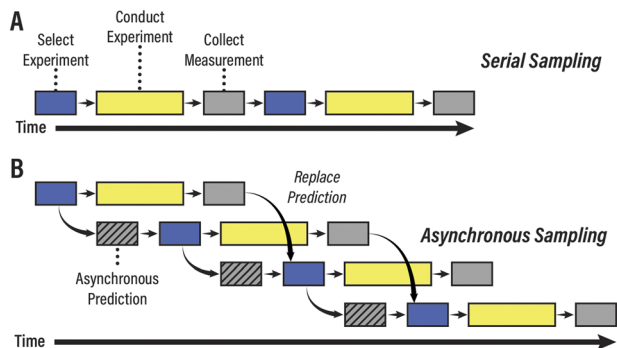 A
Conduct
Experiment
Select
Experiment
Collect
Measurement
Serial Sampling
Time
B
Replace
Prediction
Asynchronous Sampling
Asynchronous
Prediction
Time